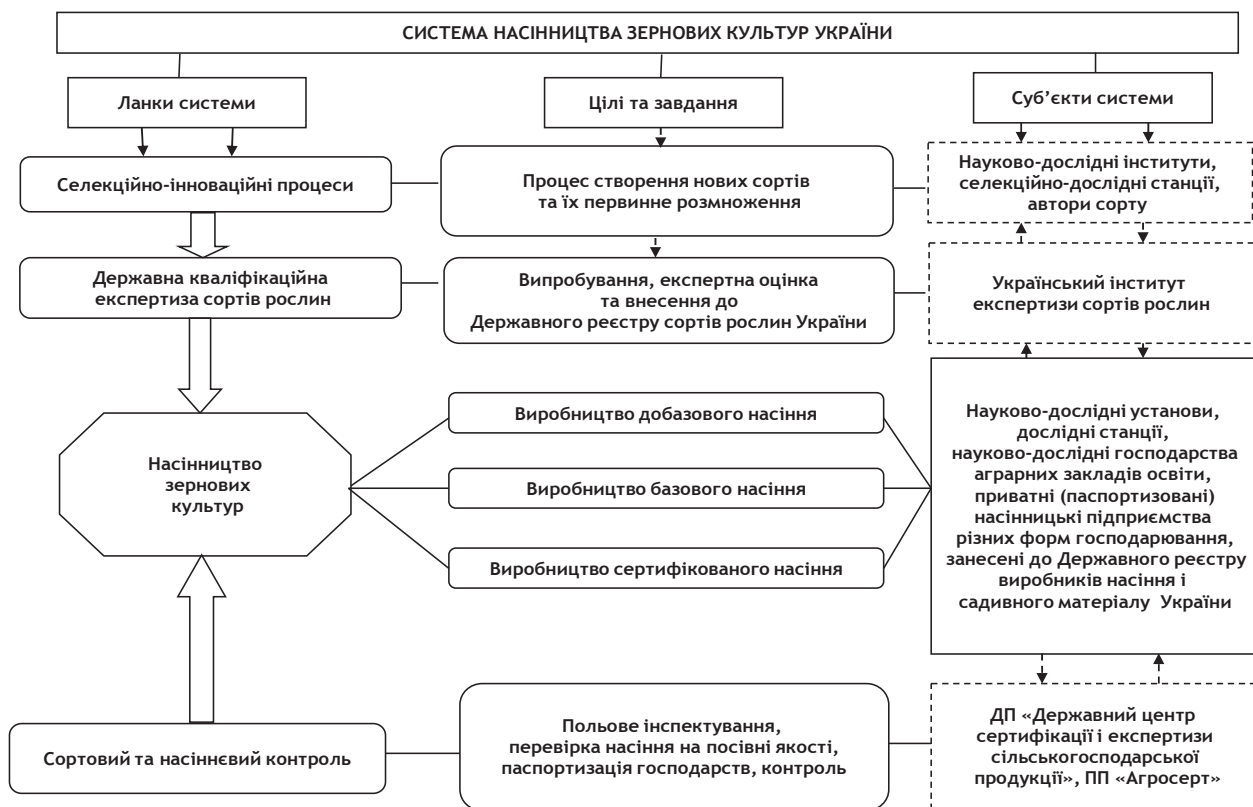 СИСТЕМА НАСІННИЦТВА ЗЕРНОВИХ КУЛЬТУР УКРАЇНИ
Ланки системи
Цілі та завдання
Суб’єкти системи
Селекційно-інноваційні процеси
Процес створення нових сортів
та їх первинне розмноження
Науково-дослідні інститути,
селекційно-дослідні станції,
автори сорту
Державна кваліфікаційна
експертиза сортів рослин
Випробування, експертна оцінка
та внесення до
Державного реєстру сортів рослин України
Український інститут
експертизи сортів рослин
Насінництво
зернових
культур
Виробництво добазового насіння
Виробництво базового насіння
Виробництво сертифікованого насіння
Науково-дослідні установи,
дослідні станції,
науково-дослідні господарства
аграрних закладів освіти,
приватні (паспортизовані)
насінницькі підприємства
різних форм господарювання,
занесені до Державного реєстру
виробників насіння і
садивного матеріалу України
Сортовий та насіннєвий контроль
Польове інспектування,
перевірка насіння на посівні якості,
паспортизація господарств, контроль
ДП «Державний центр
сертифікації і експертизи
сільськогосподарської
продукції», ПП «Агросерт»